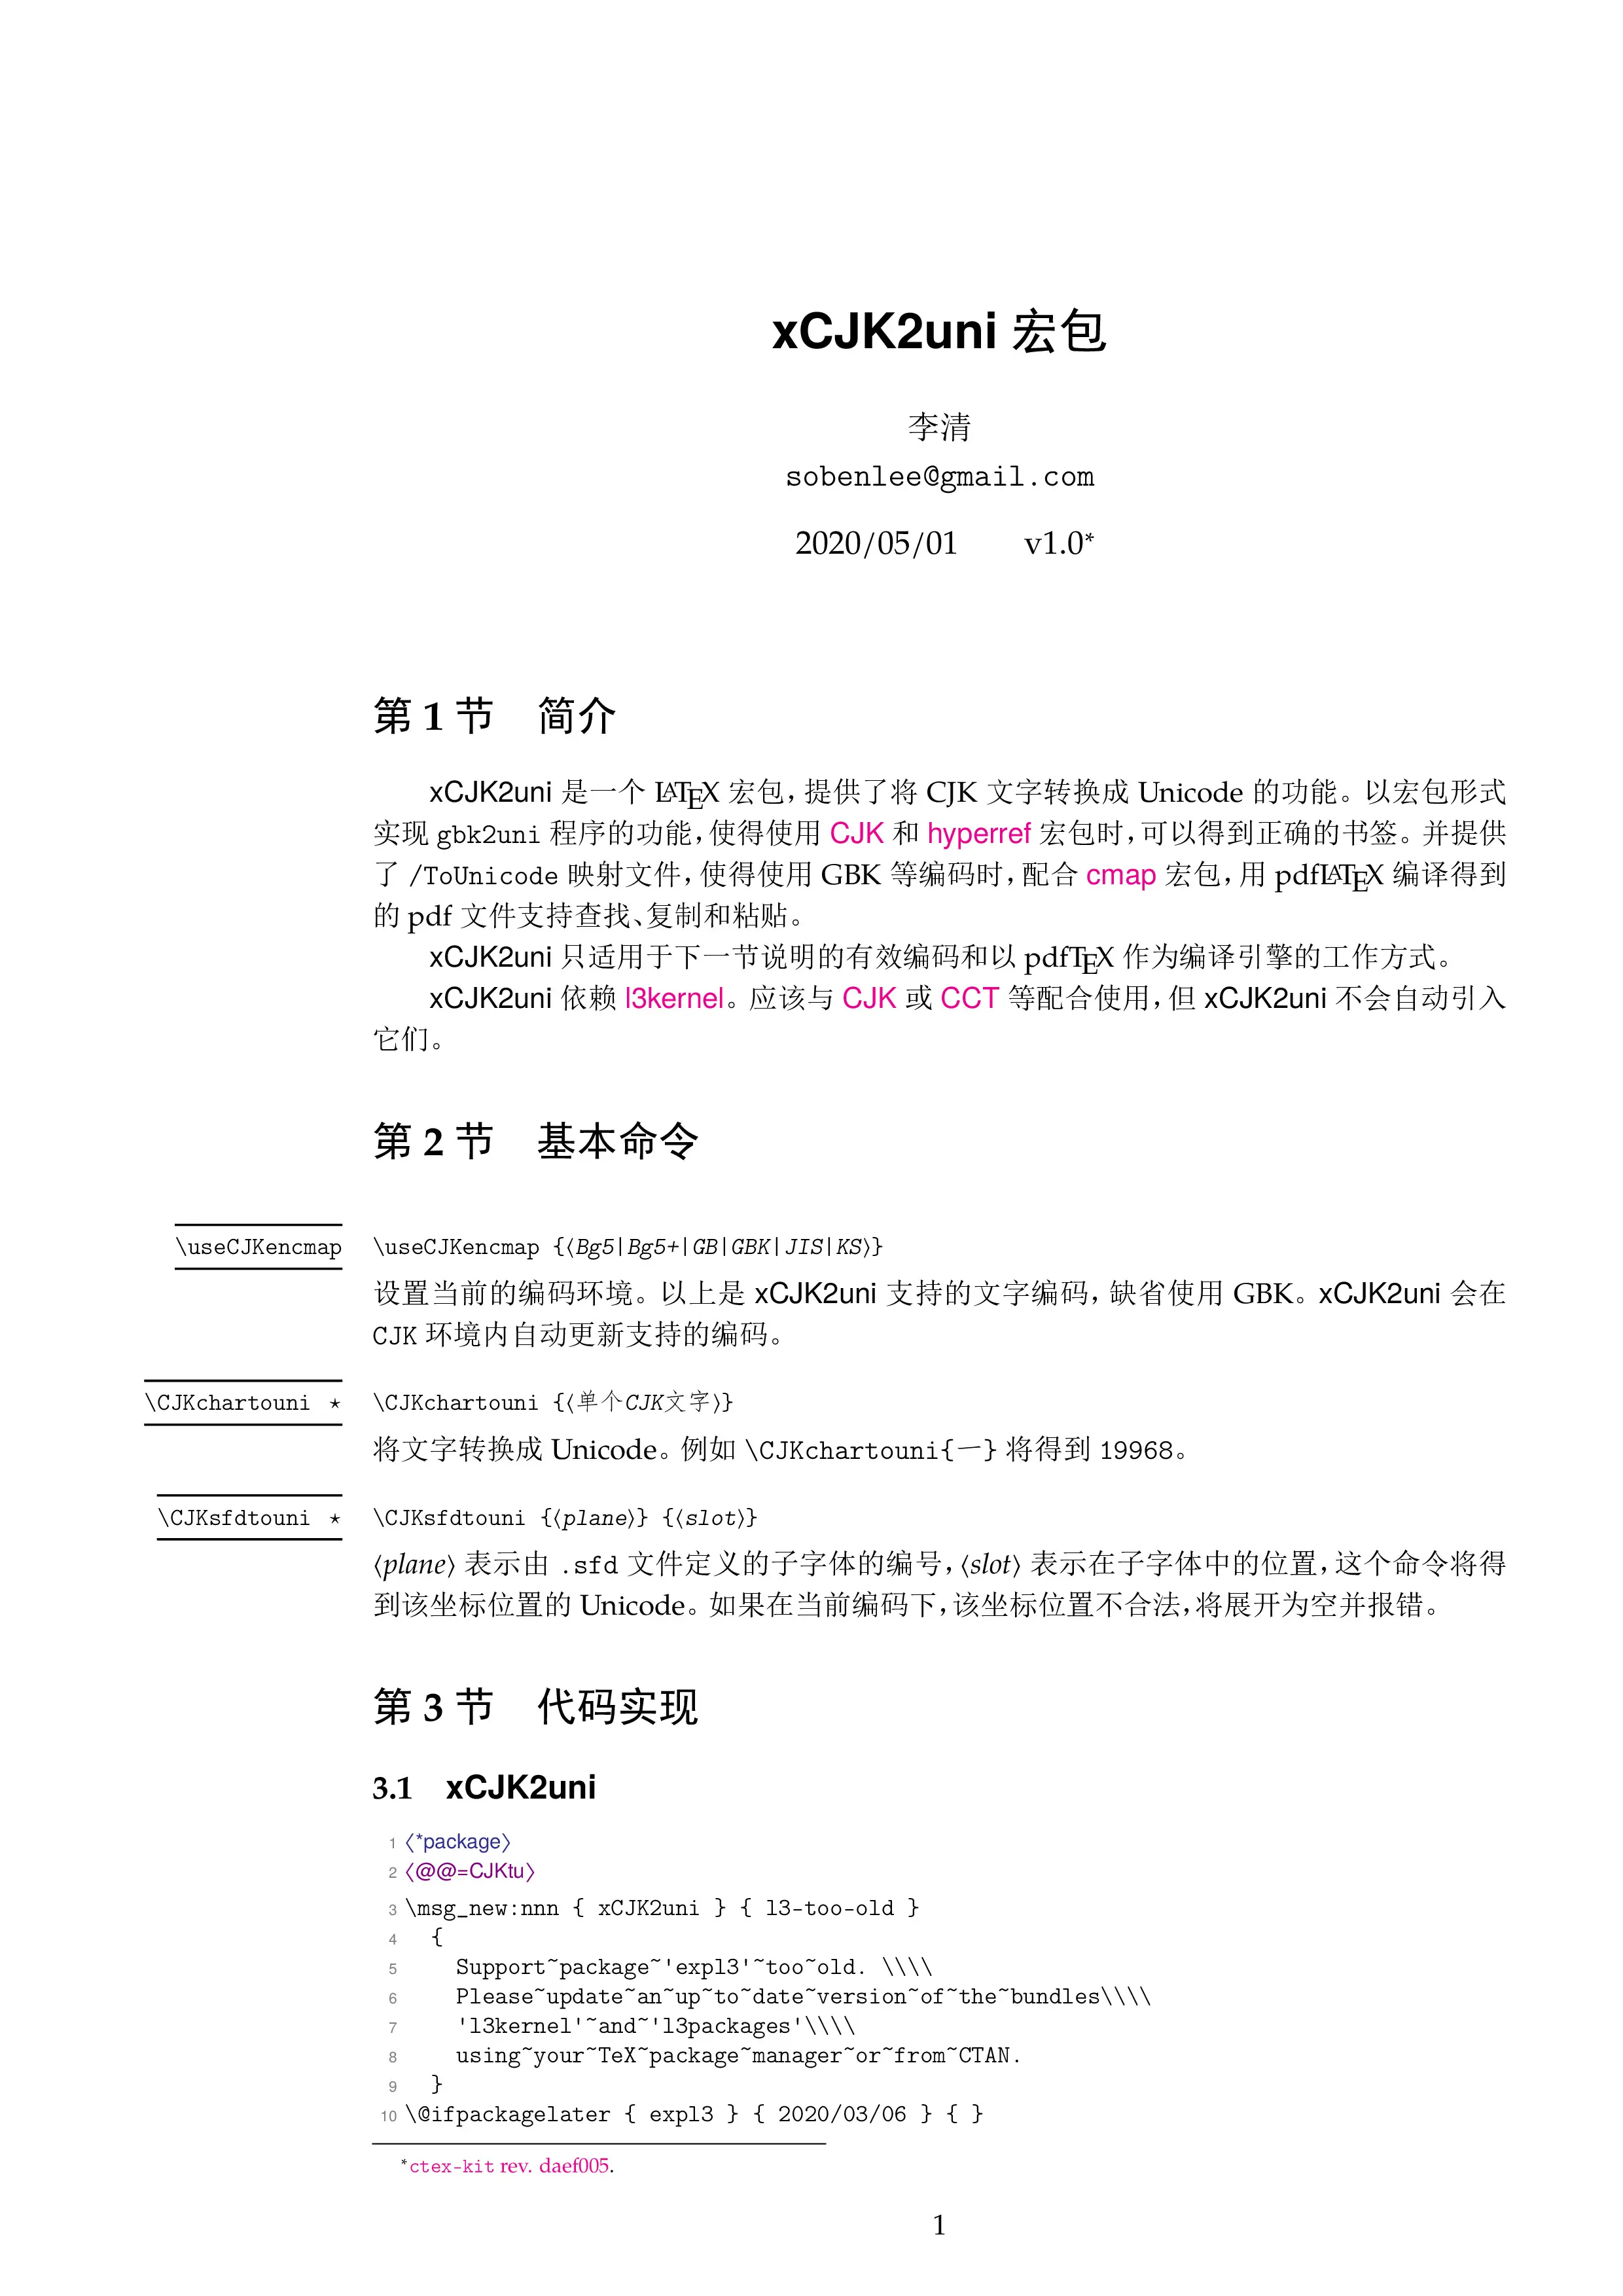 xCJK2uni 宏包
李清
sobenlee@gmail.com
2020/05/01 v1.0*
第 1 节 简介
xCJK2uni 是一个 LATEX 宏包，提供了将 CJK 文字转换成 Unicode 的功能。以宏包形式
实现 gbk2uni 程序的功能，使得使用 CJK 和 hyperref 宏包时，可以得到正确的书签。并提供
了 /ToUnicode 映射文件，使得使用 GBK 等编码时，配合 cmap 宏包，用 pdfLATEX 编译得到
的 pdf 文件支持查找、复制和粘贴。
xCJK2uni 只适用于下一节说明的有效编码和以 pdfTEX 作为编译引擎的工作方式。
xCJK2uni 依赖 l3kernel。应该与 CJK 或 CCT 等配合使用，但 xCJK2uni 不会自动引入
它们。
第 2 节 基本命令
\useCJKencmap \useCJKencmap {⟨Bg5|Bg5+|GB|GBK|JIS|KS⟩}
设置当前的编码环境。以上是 xCJK2uni 支持的文字编码，缺省使用 GBK。xCJK2uni 会在
CJK 环境内自动更新支持的编码。
\CJKchartouni ⋆ \CJKchartouni {⟨单个CJK文字⟩}
将文字转换成 Unicode。例如 \CJKchartouni{一} 将得到 19968。
\CJKsfdtouni ⋆ \CJKsfdtouni {⟨plane⟩} {⟨slot⟩}
⟨plane⟩ 表示由 .sfd 文件定义的子字体的编号，⟨slot⟩ 表示在子字体中的位置，这个命令将得
到该坐标位置的 Unicode。如果在当前编码下，该坐标位置不合法，将展开为空并报错。
第 3 节 代码实现
3.1 xCJK2uni
1 ⟨*package⟩
2 ⟨@@=CJKtu⟩
3 \msg_new:nnn { xCJK2uni } { l3-too-old }
4 {
5 Support~package~'expl3'~too~old. \\\\
6 Please~update~an~up~to~date~version~of~the~bundles\\\\
7 'l3kernel'~and~'l3packages'\\\\
8 using~your~TeX~package~manager~or~from~CTAN.
9 }
10 \@ifpackagelater { expl3 } { 2020/03/06 } { }
*ctex-kit rev. daef005.
1